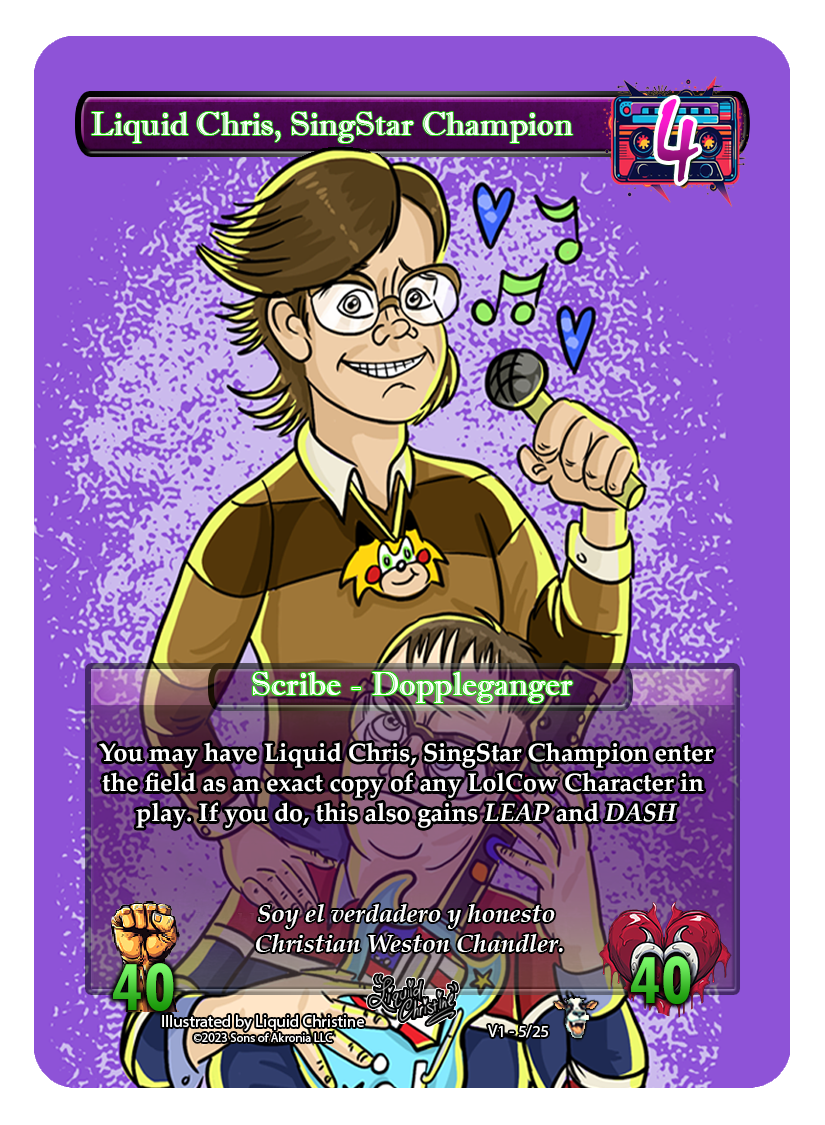 Liquid Chris, SingStar Champion
4
Scribe - Doppleganger
You may have Liquid Chris, SingStar Champion enter
the field as an exact copy of any LolCow Character in
play. If you do, this also gains LEAP and DASH
Soy el verdadero y honesto
Christian Weston Chandler.
40
40
"Liquid
Christine"
Illustrated by Liquid Christine
©2023 Sons of Akronia LLC
V1 - 5/25